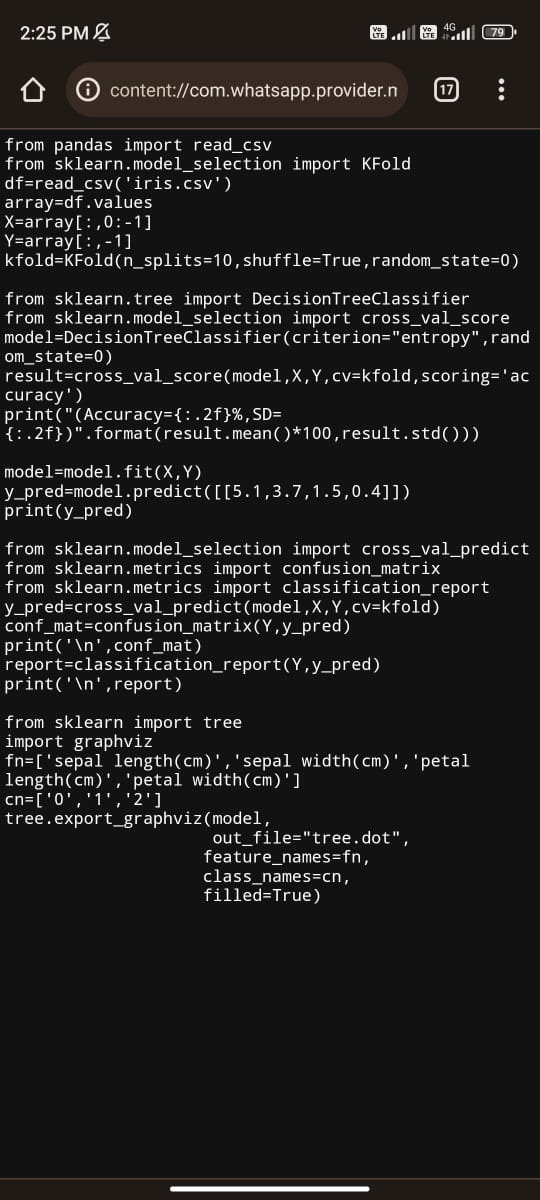 2:25 PM
Vo LTE
Vo LTE
4G
79
content://com.whatsapp.provider.m
17
from pandas import read_csv
from sklearn.model_selection import KFold
df=read_csv('iris.csv')
array=df.values
X=array[:,0:-1]
Y=array[:,-1]
kfold=KFold(n_splits=10,shuffle=True,random_state=0)
from sklearn.tree import DecisionTreeClassifier
from sklearn.model_selection import cross_val_score
model=DecisionTreeClassifier(criterion="entropy",rand
om_state=0)
result=cross_val_score(model,X,Y,cv=kfold,scoring='ac
curacy')
print("(Accuracy={:.2f}%,SD=
{:.2f})".format(result.mean()*100,result.std()))
model=model.fit(X,Y)
y_pred=model.predict([[5.1,3.7,1.5,0.4]])
print(y_pred)
from sklearn.model_selection import cross_val_predict
from sklearn.metrics import confusion_matrix
from sklearn.metrics import classification_report
y_pred=cross_val_predict(model,X,Y,cv=kfold)
conf_mat=confusion_matrix(Y,y_pred)
print('\n',conf_mat)
report=classification_report(Y,y_pred)
print('\n',report)
from sklearn import tree
import graphviz
fn=['sepal length(cm)','sepal width(cm)','petal
length(cm)','petal width(cm)']
cn=['0','1','2']
tree.export_graphviz(model,
out_file="tree.dot",
feature_names=fn,
class_names=cn,
filled=True)